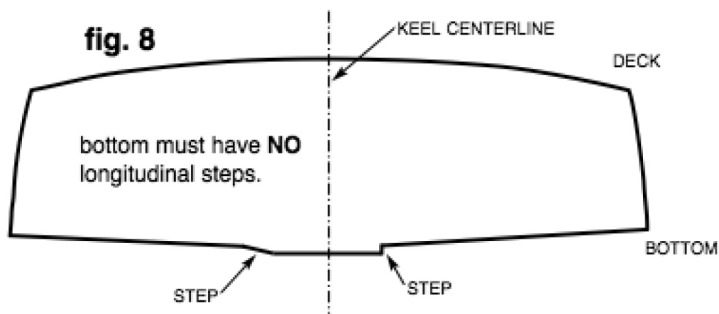 fig. 8
KEEL CENTERLINE
DECK
bottom must have NO
longitudinal steps.
BOTTOM
STEP
STEP